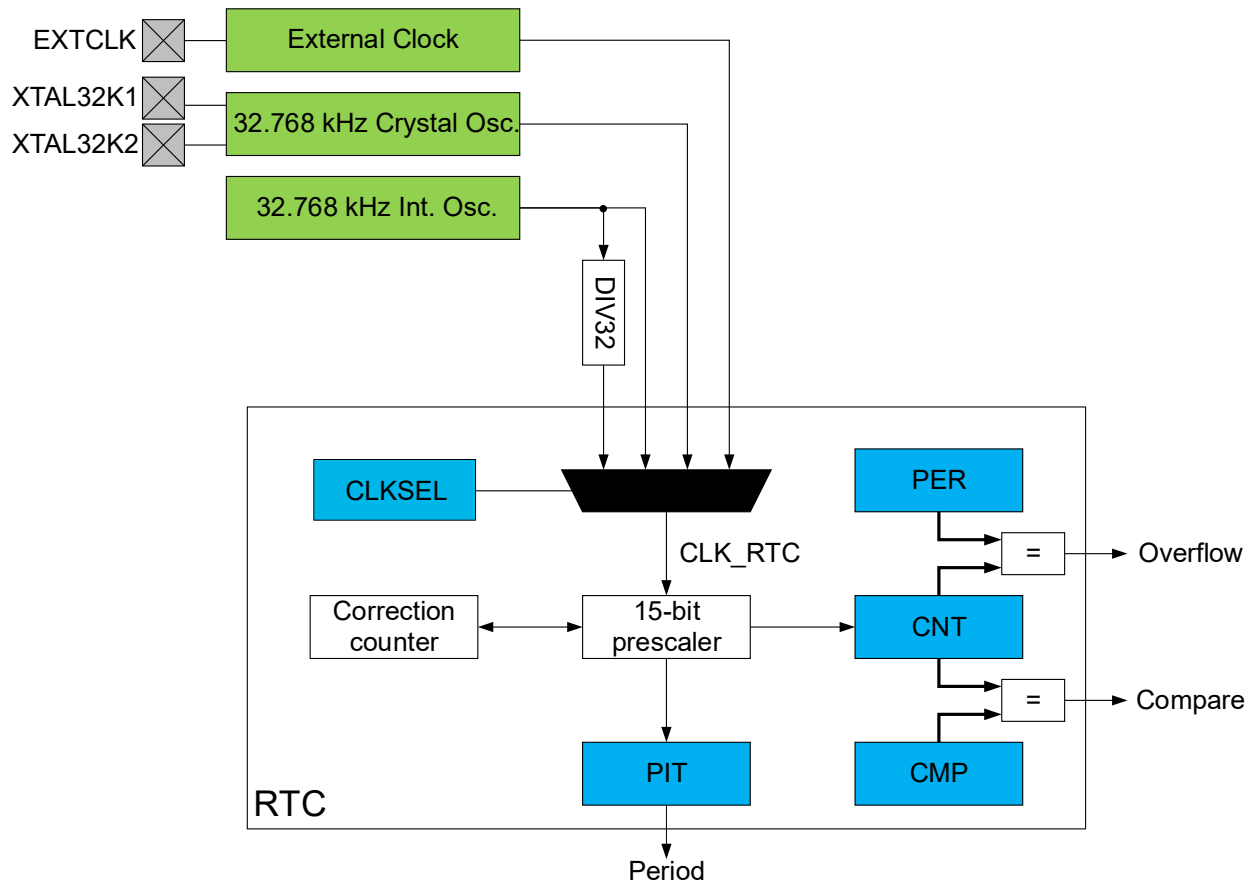 EXTCLK
External Clock
XTAL32K1
XTAL32K2
32.768 kHz Crystal Osc.
32.768 kHz Int. Osc.
DIV32
CLKSEL
PER
CLK_RTC
=
Overflow
Correction
counter
15-bit
prescaler
CNT
=
Compare
PIT
CMP
RTC
Period